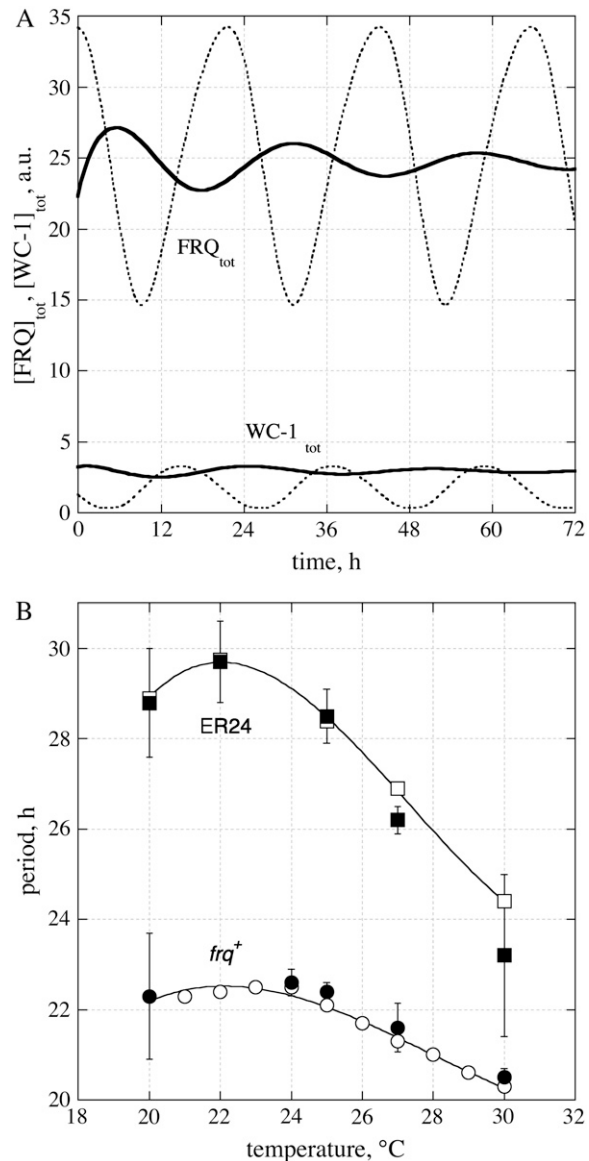 A
[FRQ]tot, [WC-1]tot, a.u.
35
30
25
20
15
10
5
0
FRQtot
WC-1 tot
0 12 24 36 48 60 72
time, h
B
period, h
30
28
26
24
22
20
ER24
frq+
18 20 22 24 26 28 30 32
temperature, °C